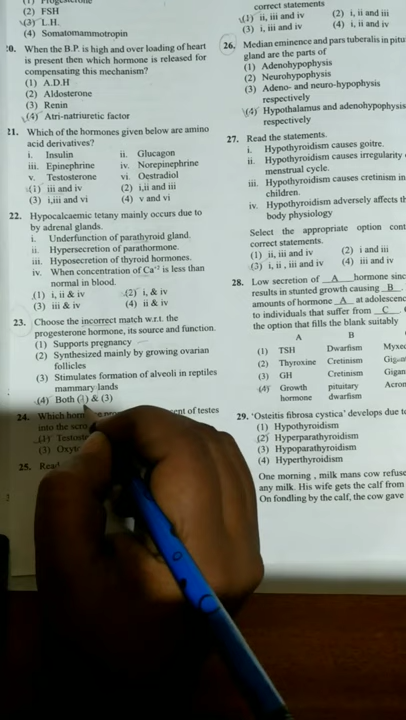 (2) FSH
(3) L.H.
(4) Somatomammotropin
20. When the B.P. is high and over loading of heart
is present then which hormone is released for
compensating this mechanism?
(1) A.D.H
(2) Aldosterone
(3) Renin
(4) Atri-natriuretic factor
21. Which of the hormones given below are amino
acid derivatives?
i. Insulin ii. Glucagon
iii. Epinephrine iv. Norepinephrine
v. Testosterone vi. Oestradiol
(1) iii and iv (2) i,ii and iii
(3) i,iii and vi (4) v and vi
22. Hypocalcaemic tetany mainly occurs due to
by adrenal glands.
i. Underfunction of parathyroid gland.
ii. Hypersecretion of parathormone.
iii. Hyposecretion of thyroid hormones.
iv. When concentration of Ca+2 is less than
normal in blood.
(1) i, ii & iv (2) i, & iv
(3) iii & iv (4) ii & iv
23. Choose the incorrect match w.r.t. the
progesterone hormone, its source and function.
(1) Supports pregnancy
(2) Synthesized mainly by growing ovarian
follicles
(3) Stimulates formation of alveoli in reptiles
mammary lands
(4) Both (1) & (3)
24. Which of testes
into the
(1)
(3)
25.
correct statements
(1) ii, iii and iv (2) i, ii and iii
(3) i, iii and iv (4) i, ii and iv
26. Median eminence and pars tuberalis in
gland are the parts of
(1) Adenohypophysis
(2) Neurohypophysis
(3) Adeno- and neuro-hypophysis
respectively
(4) Hypothalamus and adenohypophysis
respectively
27. Read the statements.
i. Hypothyroidism causes goitre.
ii. Hypothyroidism causes irregularity
menstrual cycle.
iii. Hypothyroidism causes cretinism in
children.
iv. Hypothyroidism adversely affects
body physiology
Select the appropriate option
correct statements.
(1) ii, iii and iv (2) i and iii
(3) i, ii , iii and iv (4) iii and iv
28. Low secretion of A hormone
results in stunted growth causing B .
amounts of hormone A at
to individuals that suffer from C .
the option that fills the blank suitably
A B
(1) TSH Dwarfism
(2) Thyroxine Cretinism
(3) GH Cretinism
(4) Growth pituitary
hormone dwarfism
29. 'Osteitis fibrosa cystica' develops due
(1) Hypothyroidism
(2) Hyperparathyroidism
(3) Hypoparathyroidism
(4) Hyperthyroidism
One morning , milk mans cow
any milk. His wife gets the calf from
On fondling by the calf, the cow gave